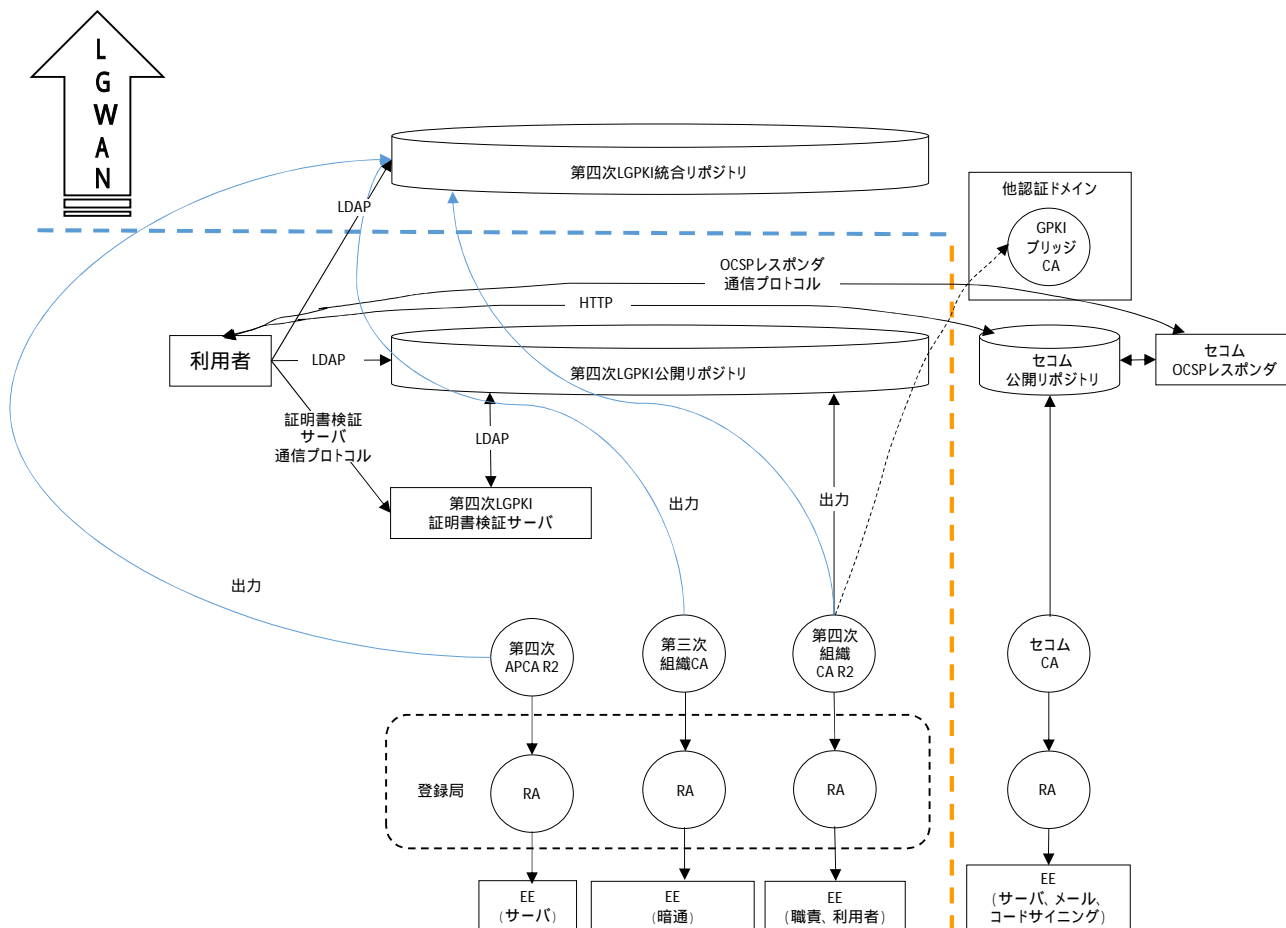 L
G
W
A
N
第四次LGPKI統合リポジトリ
LDAP
他認証ドメイン
GPKI
ブリッジ
CA
OCSPレスポンダ
通信プロトコル
HTTP
利用者
LDAP
第四次LGPKI公開リポジトリ
セコム
公開リポジトリ
セコム
OCSPレスポンダ
証明書検証
サーバ
通信プロトコル
LDAP
第四次LGPKI
証明書検証サーバ
出力
出力
出力
第四次
APCA R2
第三次
組織CA
第四次
組織
CA R2
セコム
CA
登録局
RA
RA
RA
RA
EE
(サーバ)
EE
(暗通)
EE
(職責、利用者)
EE
(サーバ、メール、
コードサイニング)